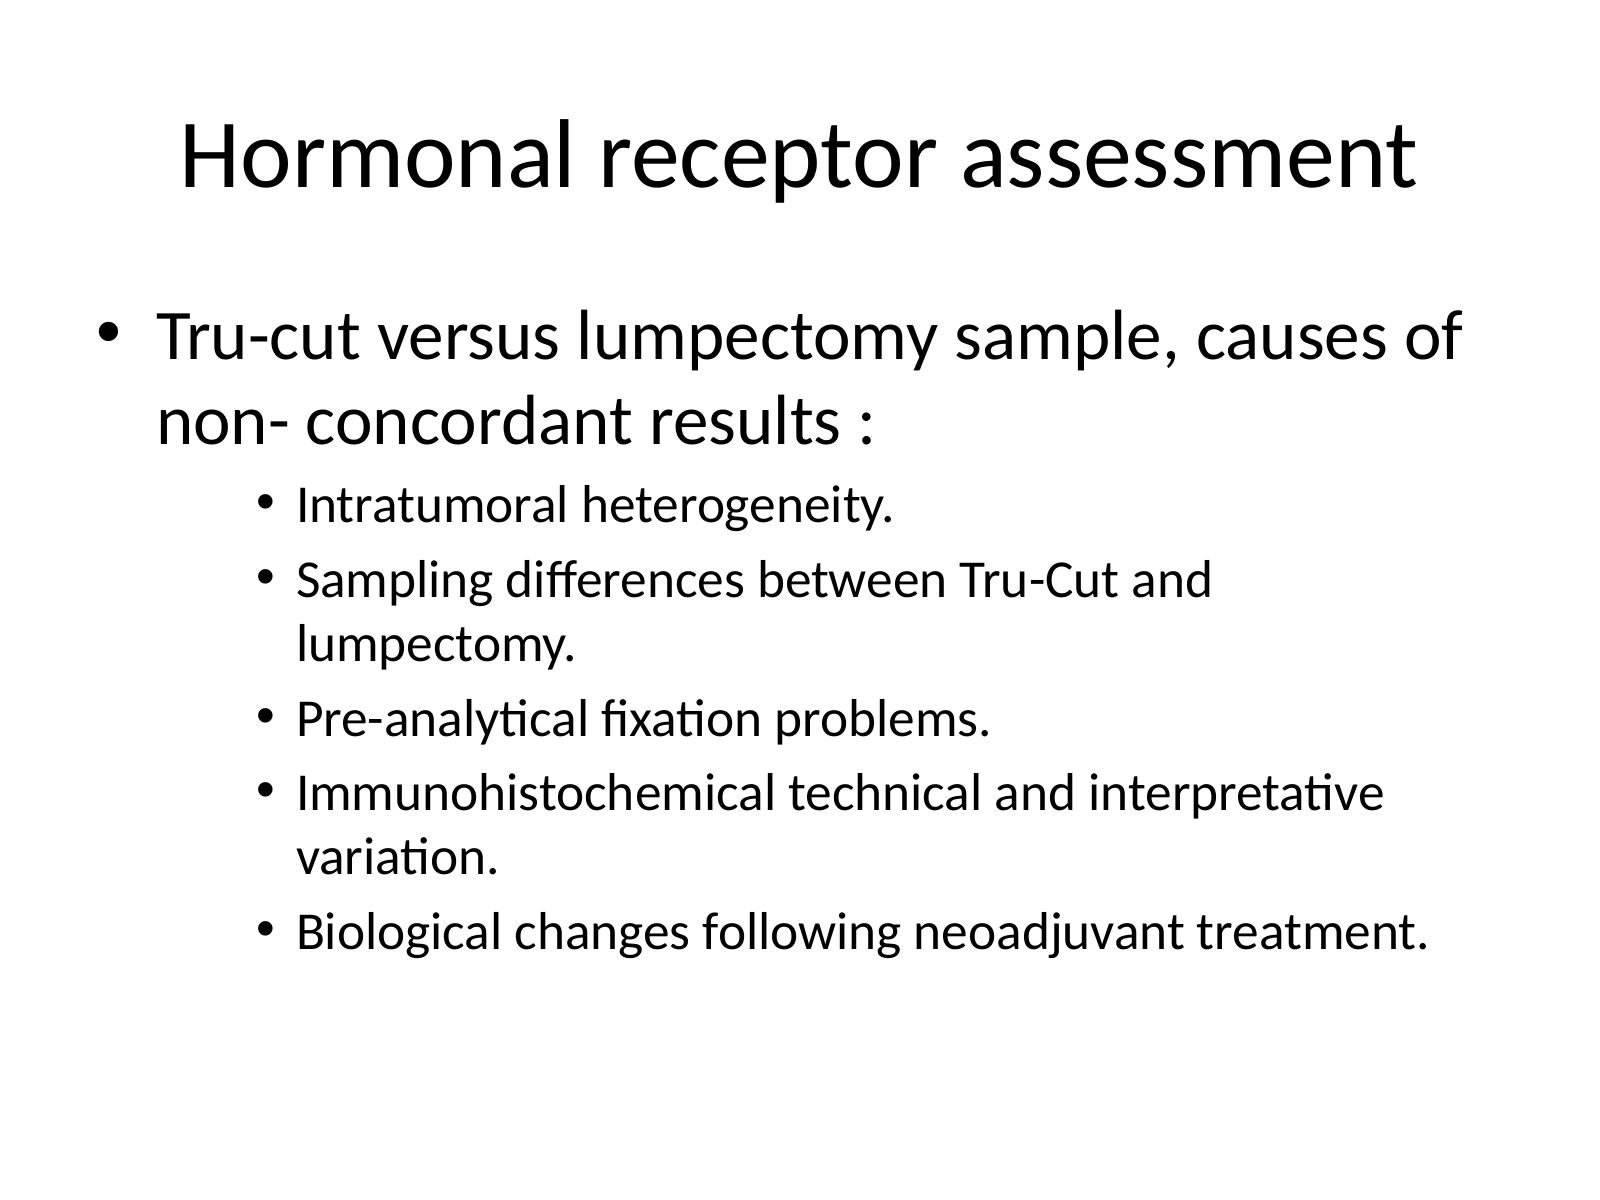 Hormonal receptor assessment
• Tru-cut versus lumpectomy sample, causes of
non- concordant results :
• Intratumoral heterogeneity.
• Sampling differences between Tru-Cut and
lumpectomy.
• Pre-analytical fixation problems.
• Immunohistochemical technical and interpretative
variation.
• Biological changes following neoadjuvant treatment.